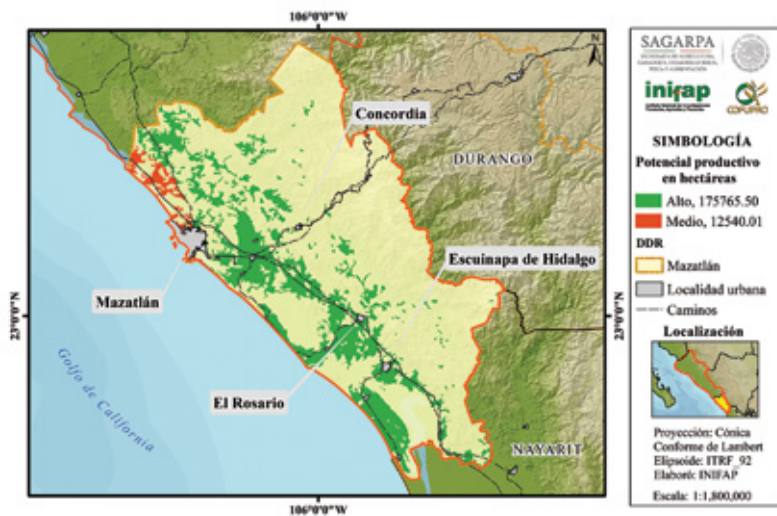 106°0'0"W
N
Concordia
DURANGO
Escuinapa de Hidalgo
Mazatlán
23°0'0"N
23°0'0"N
Golfo de California
El Rosario
NAYARIT
106°0'0"W
SAGARPA
inifap
COFUPRO
SIMBOLOGÍA
Potencial productivo
en hectáreas
Alto, 175765.50
Medio, 12540.01
DDR
Mazatlán
Localidad urbana
Caminos
Localización
Proyección: Cónica
Conforme de Lambert
Elipsoide: ITRF_92
Elaboró: INIFAP
Escala: 1:1,800,000